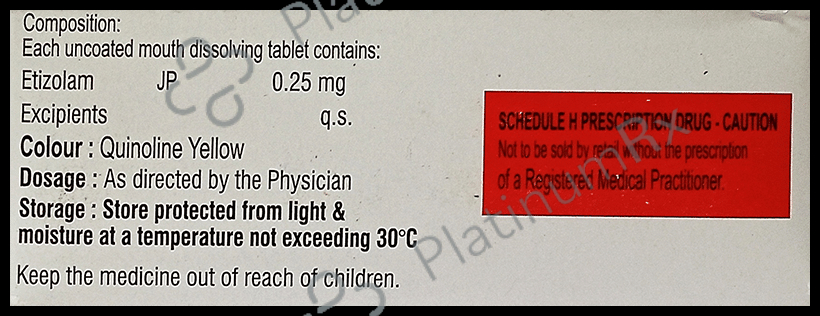 Composition:
Each uncoated mouth dissolving tablet contains:
Etizolam JP 0.25 mg
Excipients q.s.
Colour : Quinoline Yellow
Dosage : As directed by the Physician
Storage : Store protected from light &
moisture at a temperature not exceeding 30°C
Keep the medicine out of reach of children.
SCHEDULE H PRESCRIPTION DRUG - CAUTION
Not to be sold by retail without the prescription
of a Registered Medical Practitioner.
PlatinumRx